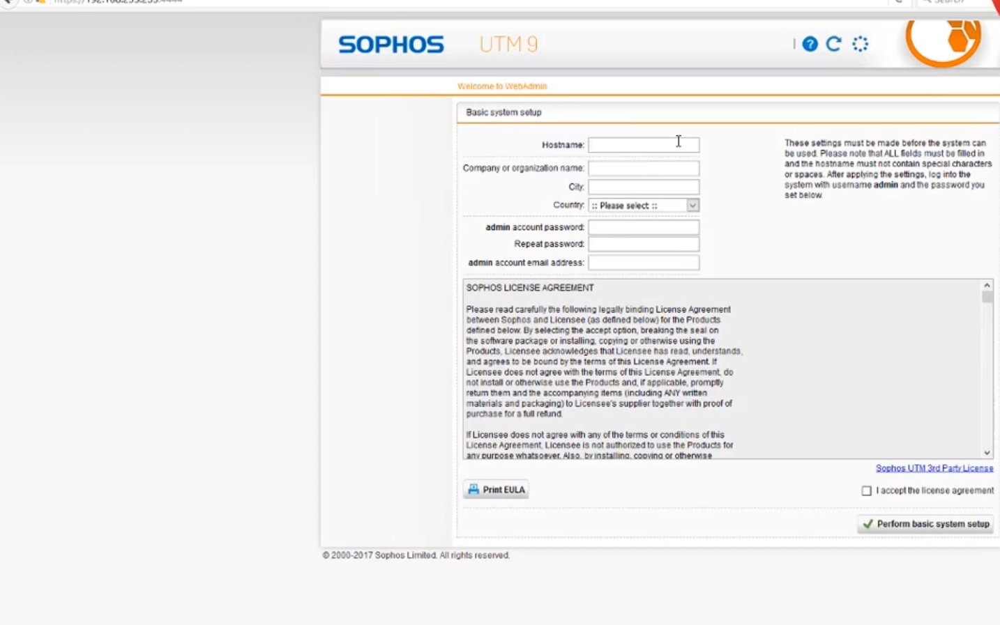 SOPHOS UTM 9
Welcome to WebAdmin
Basic system setup
Hostname:
Company or organization name:
City:
Country: :: Please select ::
admin account password:
Repeat password:
admin account email address:
These settings must be made before the system can
be used. Please note that ALL fields must be filled in
and the hostname must not contain special characters
or spaces. After applying the settings, log into the
system with username admin and the password you
set below.
SOPHOS LICENSE AGREEMENT
Please read carefully the following legally binding License Agreement
between Sophos and Licensee (as defined below) for the Products
defined below. By selecting the accept option, breaking the seal on
the software package or installing, copying or otherwise using the
Products, Licensee acknowledges that Licensee has read, understands,
and agrees to be bound by the terms of this License Agreement. If
Licensee does not agree with the terms of this License Agreement, do
not install or otherwise use the Products and, if applicable, promptly
return them and the accompanying items (including ANY written
materials and packaging) to Licensee's supplier together with proof of
purchase for a full refund.
If Licensee does not agree with any of the terms or conditions of this
License Agreement, Licensee is not authorized to use the Products for
any purpose whatsoever. Also, by installing, copying or otherwise
Sophos UTM 3rd Party License
Print EULA
I accept the license agreement
Perform basic system setup
© 2000-2017 Sophos Limited. All rights reserved.